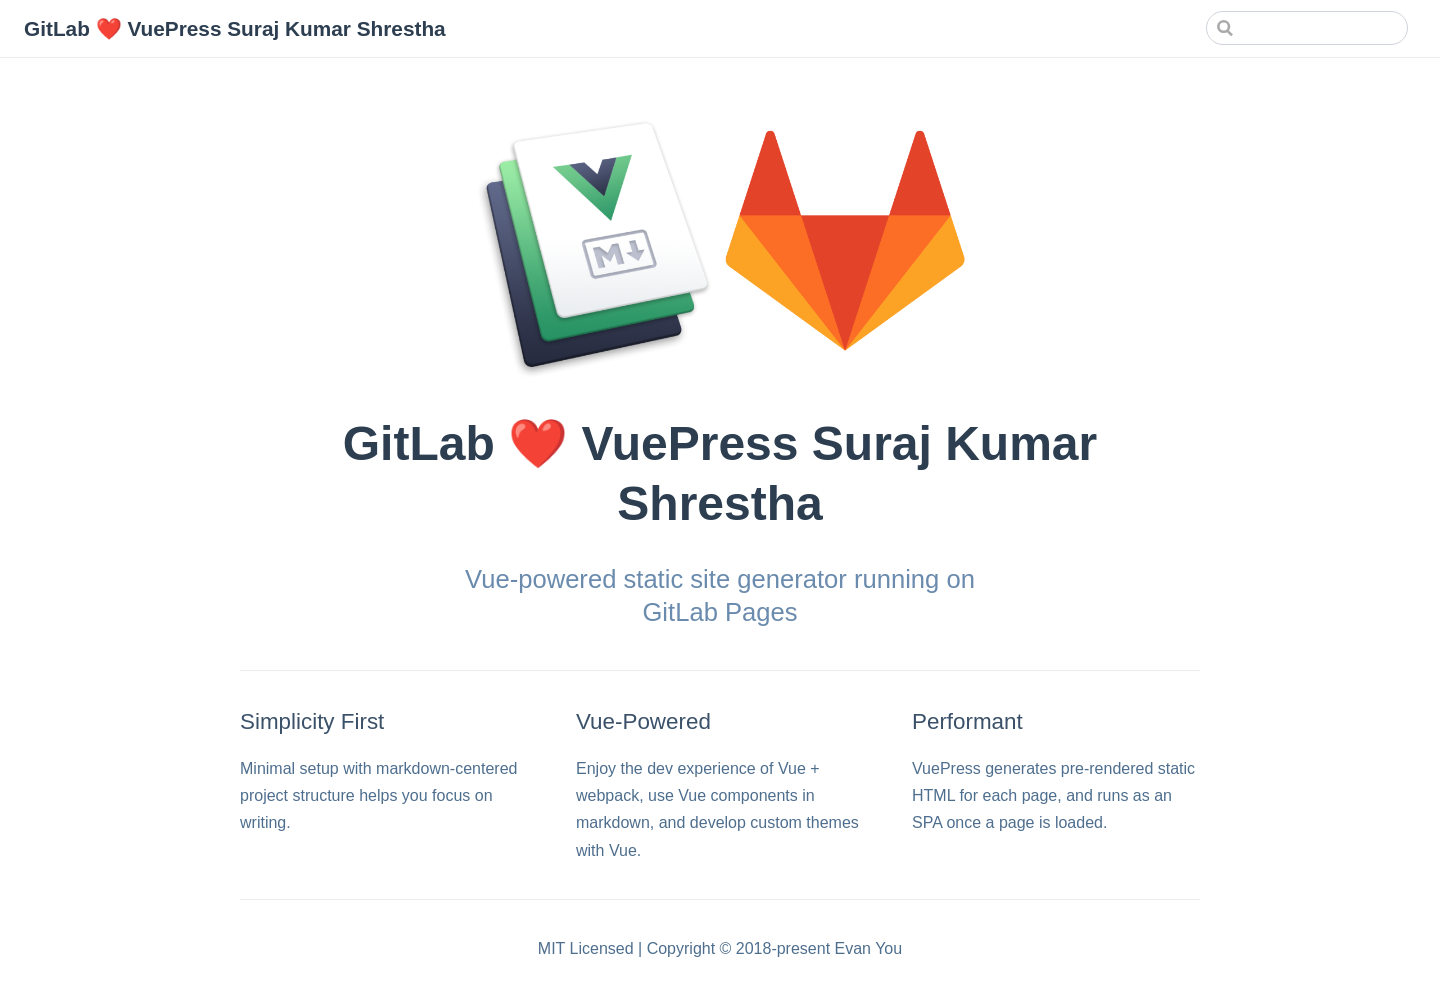 GitLab ❤️ VuePress Suraj Kumar Shrestha
M
GitLab ❤️ VuePress Suraj Kumar
Shrestha
Vue-powered static site generator running on
GitLab Pages
Simplicity First
Minimal setup with markdown-centered
project structure helps you focus on
writing.
Vue-Powered
Enjoy the dev experience of Vue +
webpack, use Vue components in
markdown, and develop custom themes
with Vue.
Performant
VuePress generates pre-rendered static
HTML for each page, and runs as an
SPA once a page is loaded.
MIT Licensed | Copyright © 2018-present Evan You